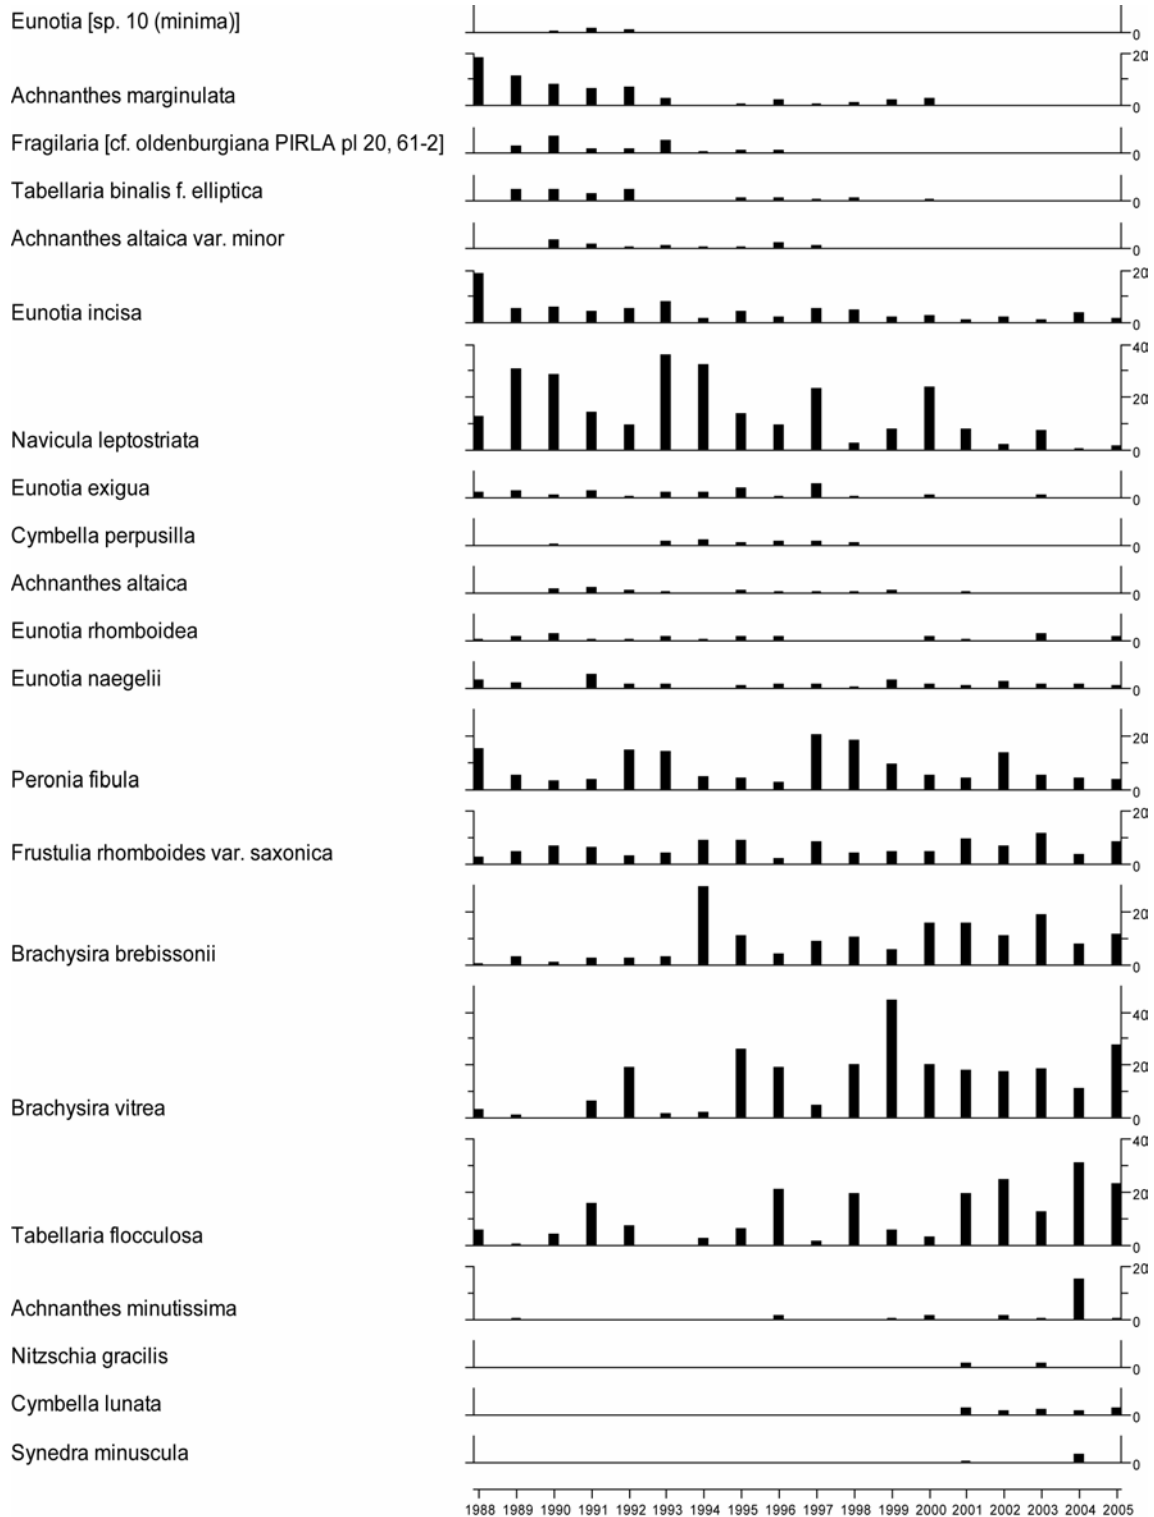 Eunotia [sp. 10 (minima)]
0
20
Achnanthes marginulata
0
Fragilaria [cf. oldenburgiana PIRLA pl 20, 61-2]
0
Tabellaria binalis f. elliptica
0
Achnanthes altaica var. minor
0
20
Eunotia incisa
0
40
20
Navicula leptostriata
0
Eunotia exigua
0
Cymbella perpusilla
0
Achnanthes altaica
0
Eunotia rhomboidea
0
Eunotia naegelii
0
20
Peronia fibula
0
20
Frustulia rhomboides var. saxonica
0
20
Brachysira brebissonii
0
40
20
Brachysira vitrea
0
40
20
Tabellaria flocculosa
0
20
Achnanthes minutissima
0
Nitzschia gracilis
0
Cymbella lunata
0
Synedra minuscula
0
1988 1989 1990 1991 1992 1993 1994 1995 1996 1997 1998 1999 2000 2001 2002 2003 2004 2005